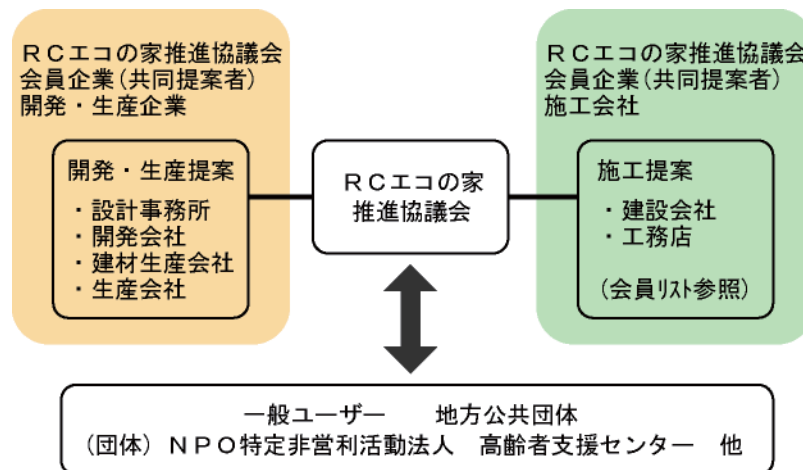 RCエコの家推進協議会
会員企業(共同提案者)
開発・生産企業
開発・生産提案
・設計事務所
・開発会社
・建材生産会社
・生産会社
RCエコの家
推進協議会
RCエコの家推進協議会
会員企業(共同提案者)
施工会社
施工提案
・建設会社
・工務店
(会員リスト参照)
一般ユーザー 地方公共団体
(団体)NPO特定非営利活動法人 高齢者支援センター 他